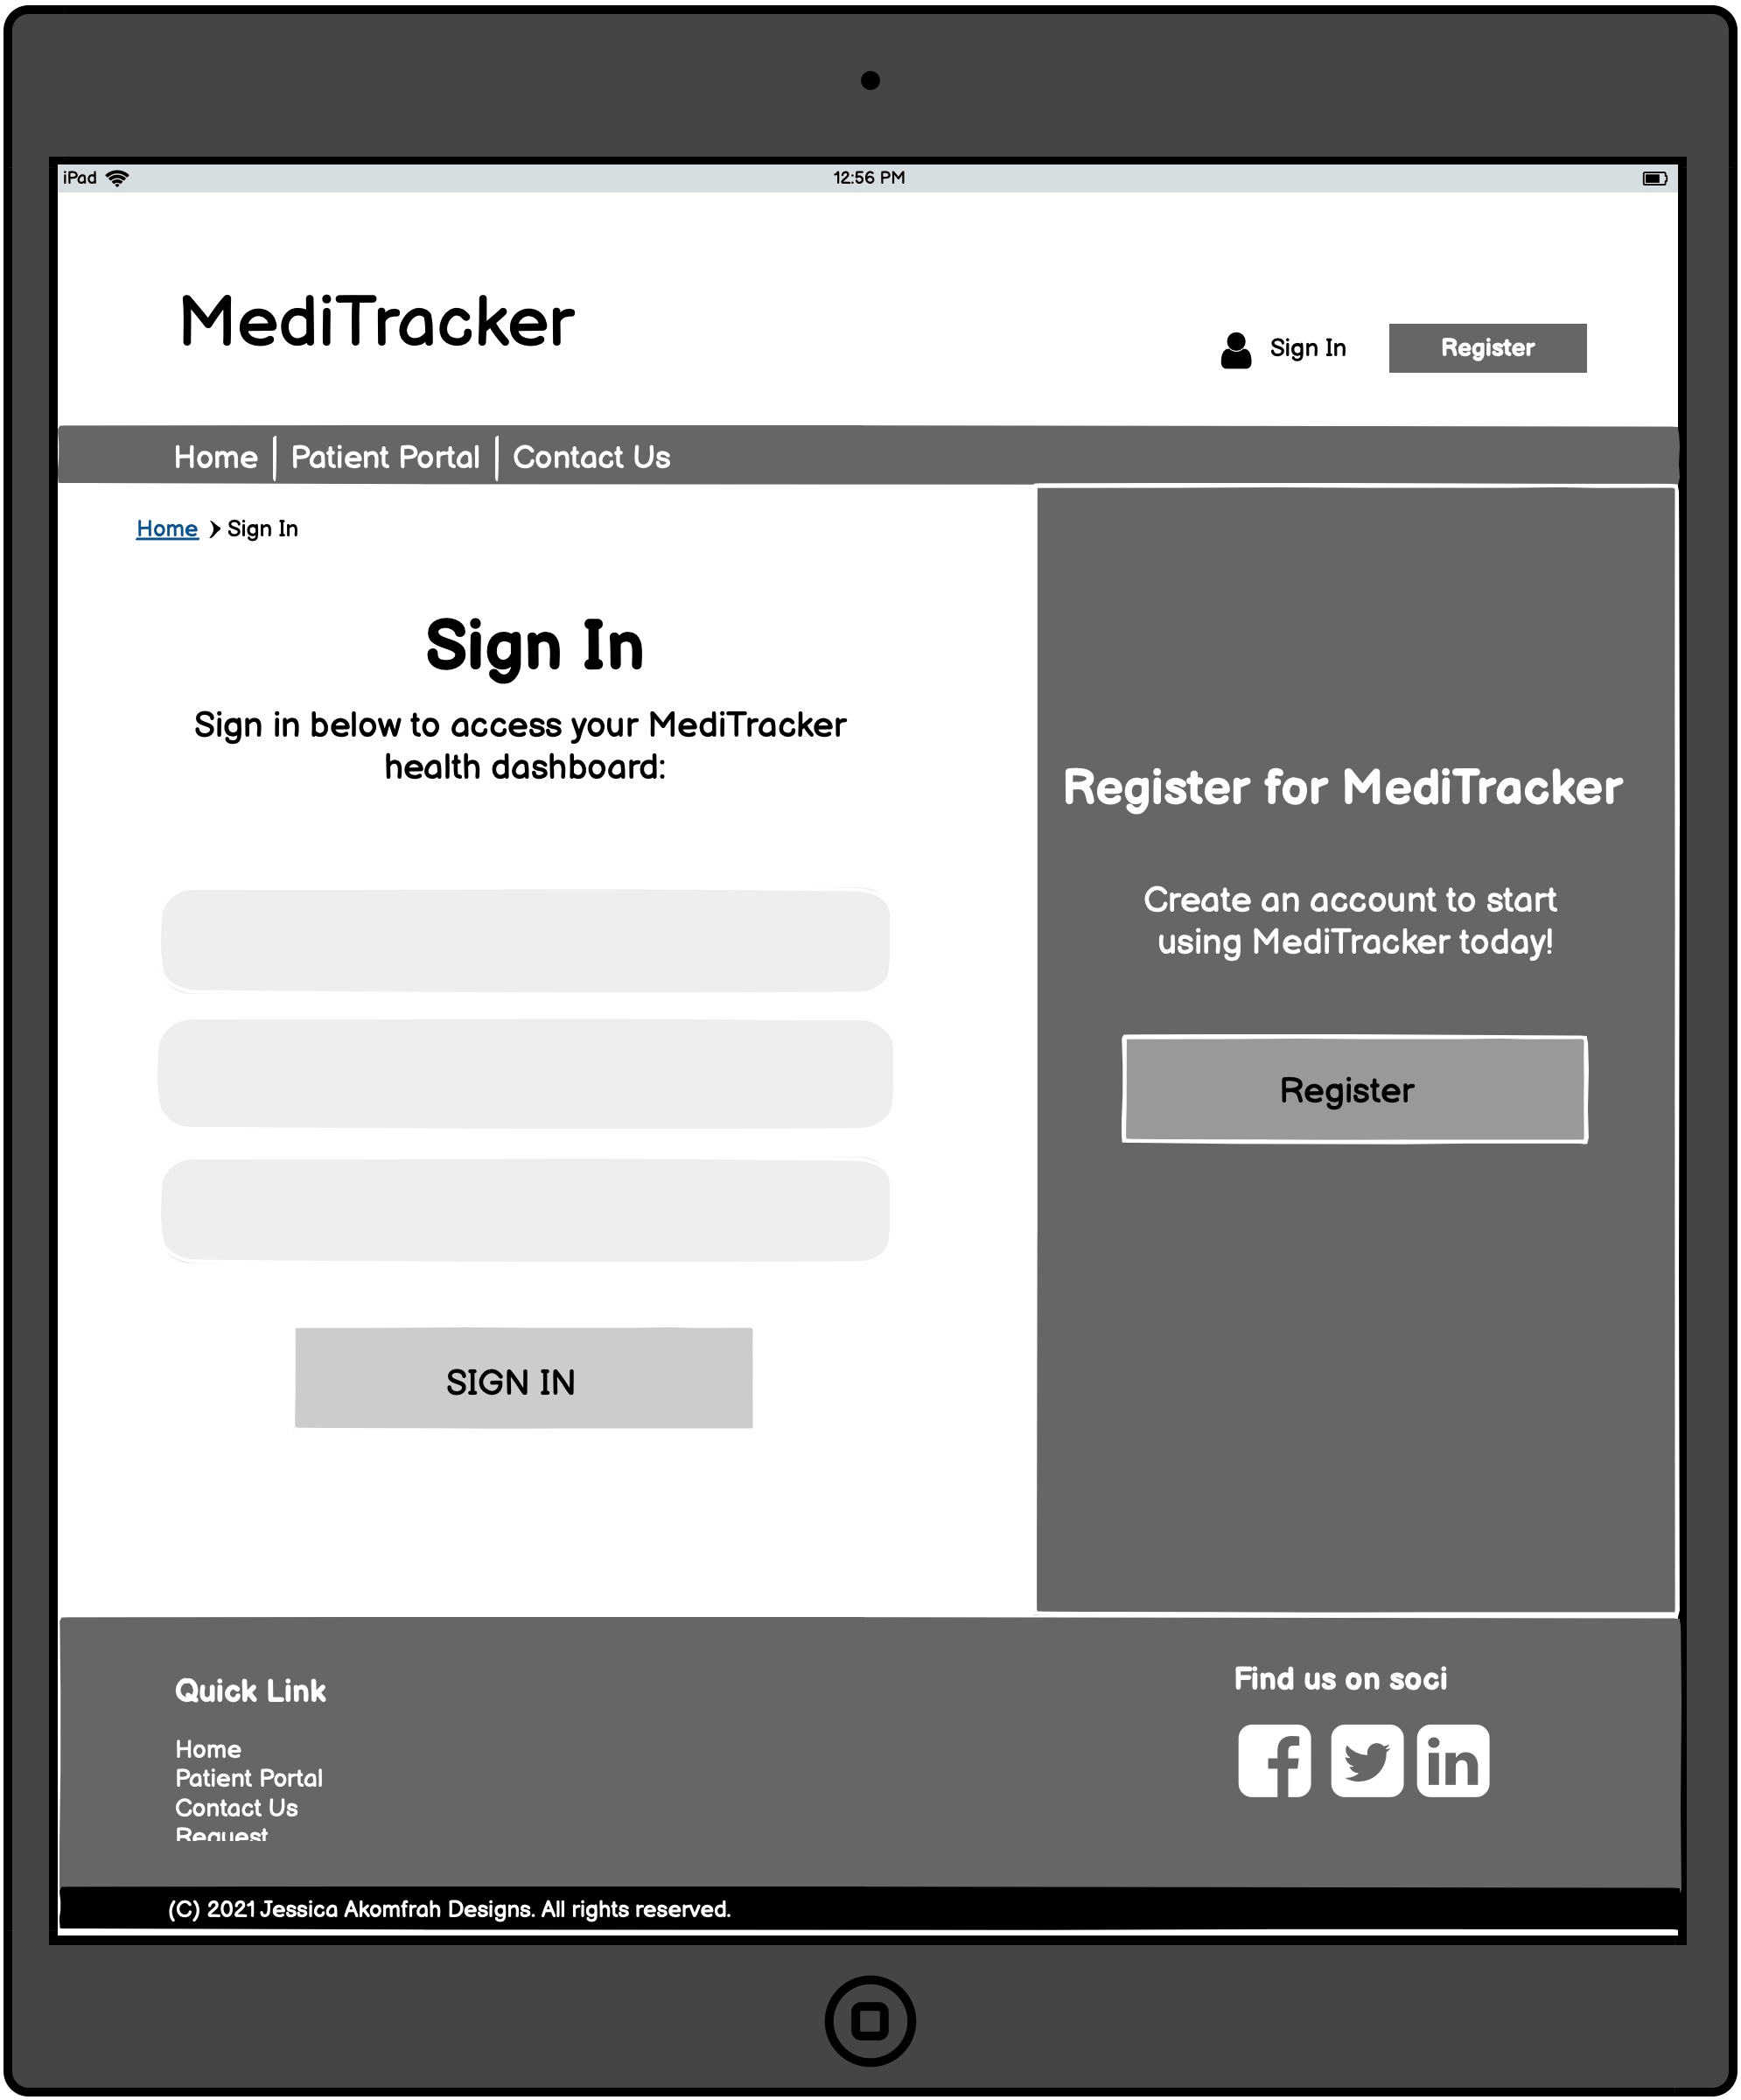 iPad
12:56 PM
MediTracker
Sign In
Register
Home
Patient Portal
Contact Us
Home
Sign In
Sign In
Sign in below to access your MediTracker
health dashboard:
SIGN IN
Register for MediTracker
Create an account to start
using MediTracker today!
Register
Quick Link
Home
Patient Portal
Contact Us
Request
Find us on soci
(C) 2021 Jessica Akomfrah Designs. All rights reserved.